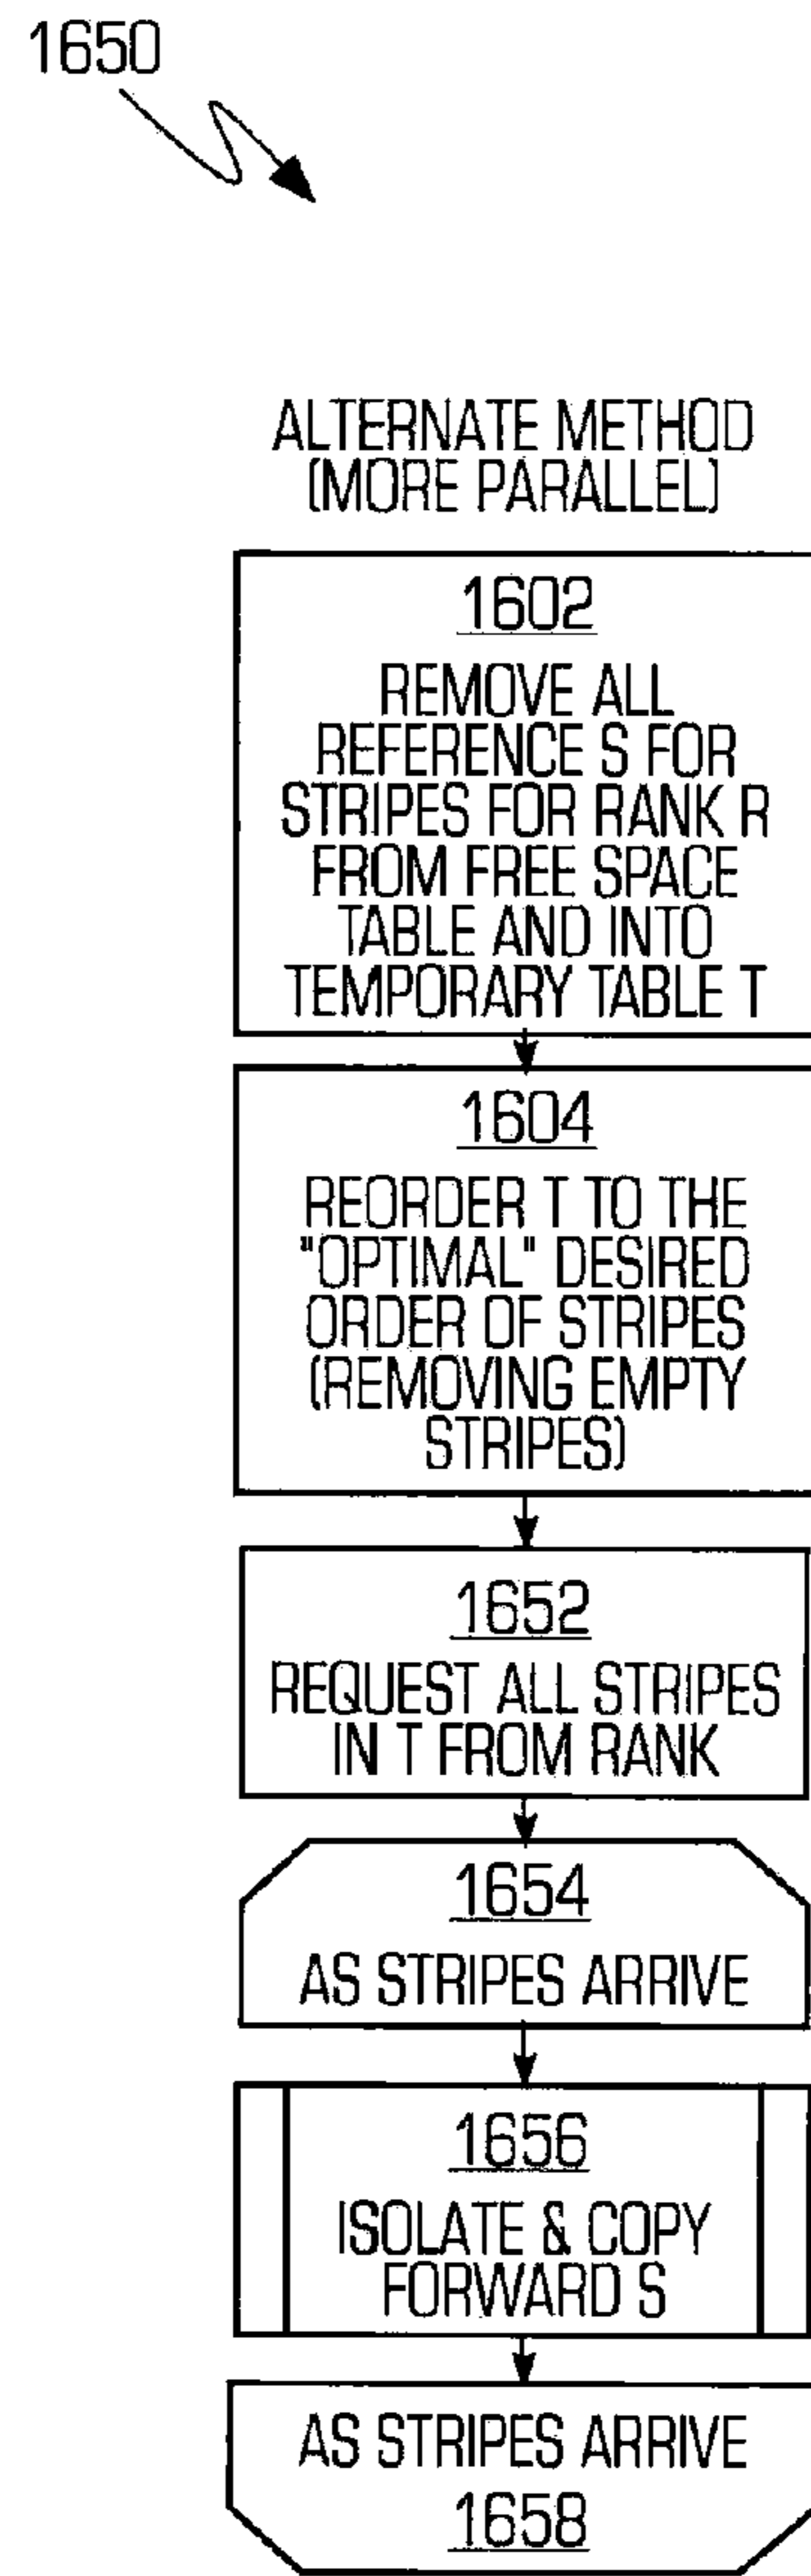 1650
ALTERNATE METHOD
(MORE PARALLEL)
1602
REMOVE ALL
REFERENCE S FOR
STRIPES FOR RANK R
FROM FREE SPACE
TABLE AND INTO
TEMPORARY TABLE T
1604
REORDER T TO THE
"OPTIMAL" DESIRED
ORDER OF STRIPES
(REMOVING EMPTY
STRIPES)
1652
REQUEST ALL STRIPES
IN T FROM RANK
1654
AS STRIPES ARRIVE
1656
ISOLATE & COPY
FORWARD S
AS STRIPES ARRIVE
1658